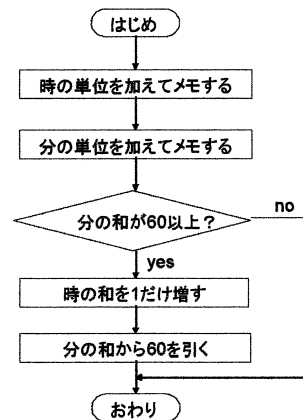 はじめ
時の単位を加えてメモする
分の単位を加えてメモする
分の和が60以上？
no
yes
時の和を1だけ増す
分の和から60を引く
おわり